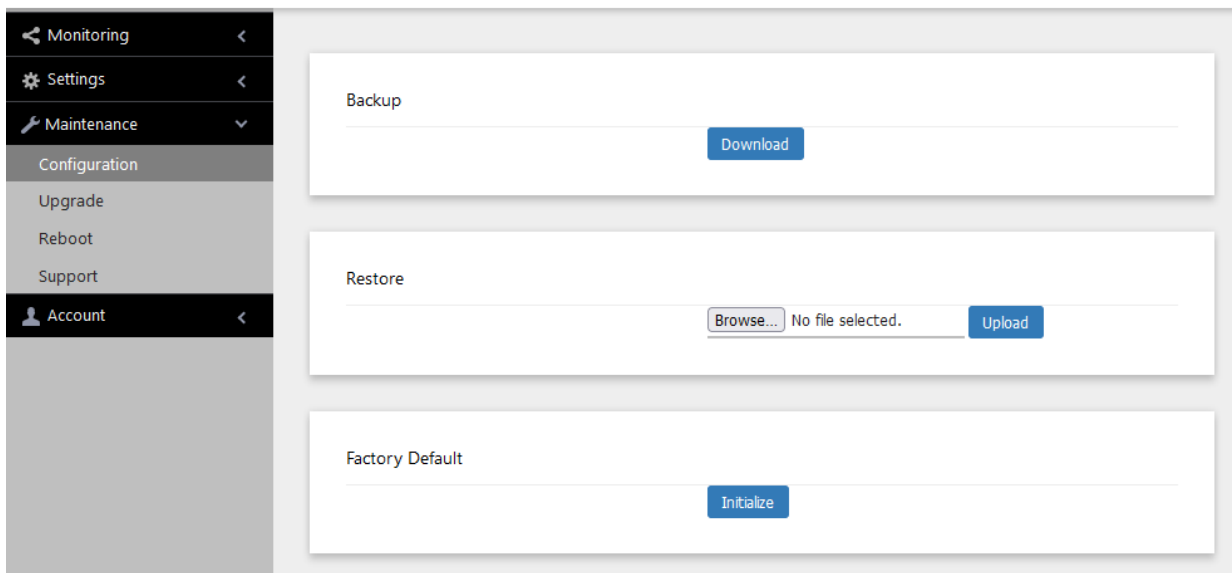 Monitoring
Settings
Maintenance
Configuration
Upgrade
Reboot
Support
Account
Backup
Download
Restore
Browse... No file selected. Upload
Factory Default
Initialize